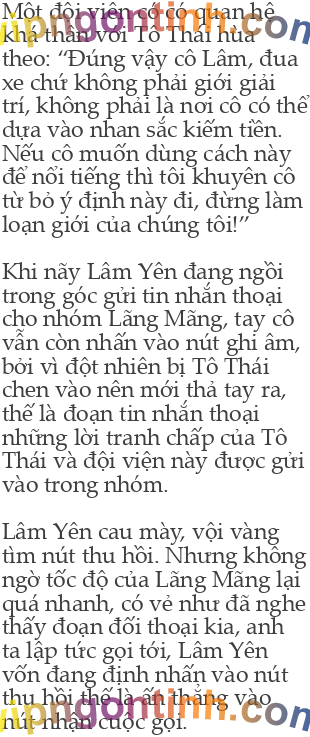 Một đội viên có có quan hệ
khá thân với Tô Thái hùa
theo: “Đúng vậy cô Lâm, đua
xe chứ không phải giới giải
trí, không phải là nơi cô có thể
dựa vào nhan sắc kiếm tiền.
Nếu cô muốn dùng cách này
để nổi tiếng thì tôi khuyên cô
từ bỏ ý định này đi, đừng làm
loạn giới của chúng tôi!”

Khi nãy Lâm Yên đang ngồi
trong góc gửi tin nhắn thoại
cho nhóm Lãng Mãng, tay cô
vẫn còn nhấn vào nút ghi âm,
bởi vì đột nhiên bị Tô Thái
chen vào nên mới thả tay ra,
thế là đoạn tin nhắn thoại
những lời tranh chấp của Tô
Thái và đội viện này được gửi
vào trong nhóm.

Lâm Yên cau mày, vội vàng
tìm nút thu hồi. Nhưng không
ngờ tốc độ của Lãng Mãng lại
quá nhanh, có vẻ như đã nghe
thấy đoạn đối thoại kia, anh
ta lập tức gọi tới, Lâm Yên
vốn đang định nhấn vào nút
thu hồi thế là ấn thẳng vào
nút nhận cuộc gọi.